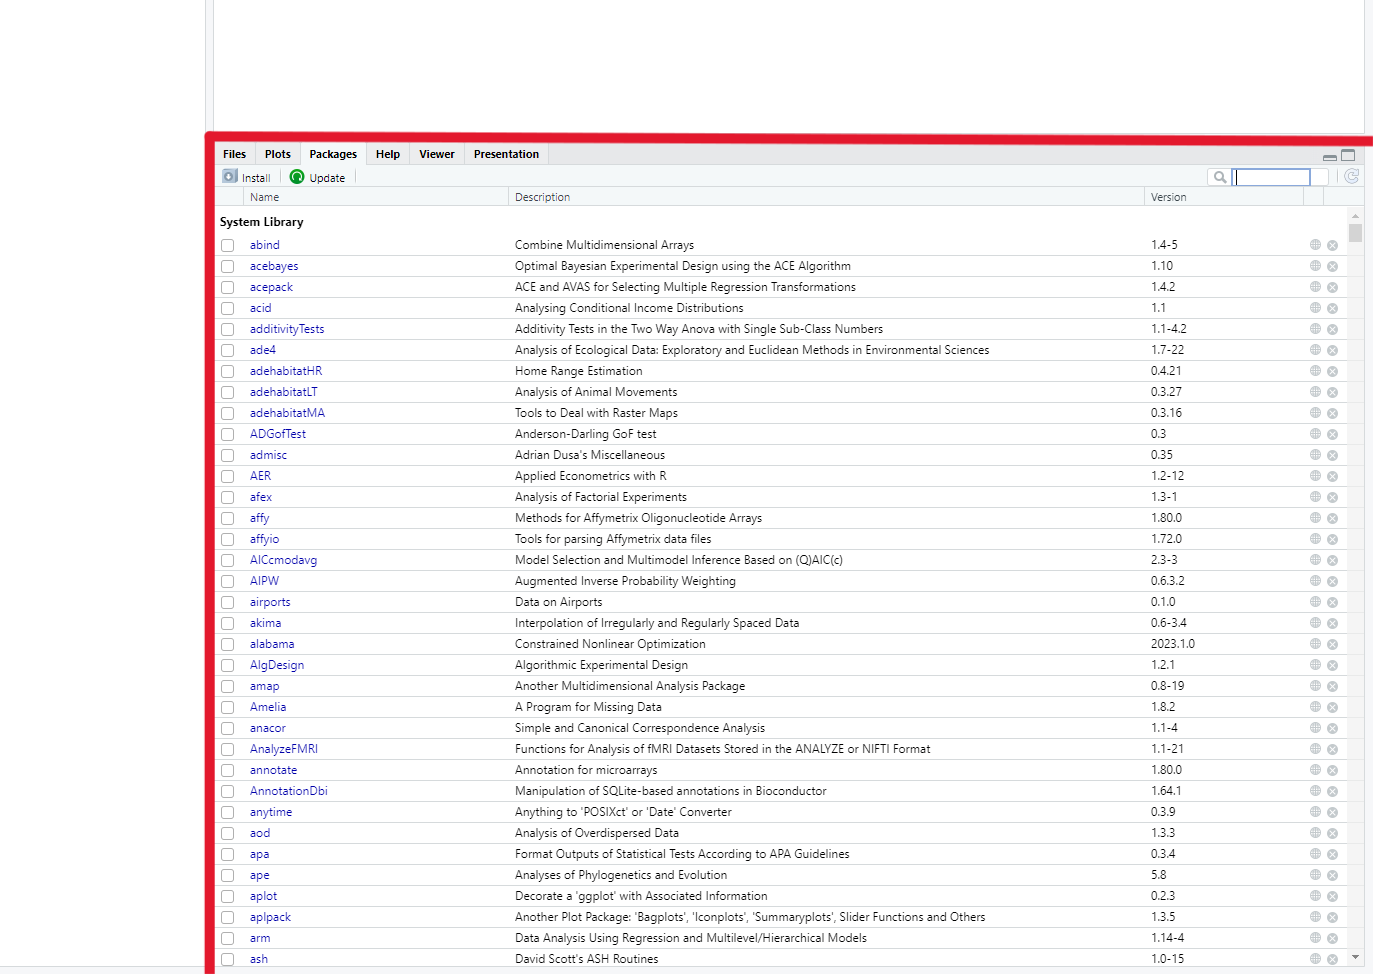 Files Plots Packages Help Viewer Presentation
Install Update
Name Description Version
System Library
abind Combine Multidimensional Arrays 1.4-5
acebayes Optimal Bayesian Experimental Design using the ACE Algorithm 1.10
acepack ACE and AVAS for Selecting Multiple Regression Transformations 1.4.2
acid Analysing Conditional Income Distributions 1.1
additivityTests Additivity Tests in the Two Way Anova with Single Sub-Class Numbers 1.1-4.2
ade4 Analysis of Ecological Data: Exploratory and Euclidean Methods in Environmental Sciences 1.7-22
adehabitatHR Home Range Estimation 0.4.21
adehabitatLT Analysis of Animal Movements 0.3.27
adehabitatMA Tools to Deal with Raster Maps 0.3.16
ADGofTest Anderson-Darling GoF test 0.3
admisc Adrian Dusa's Miscellaneous 0.35
AER Applied Econometrics with R 1.2-12
afex Analysis of Factorial Experiments 1.3-1
affy Methods for Affymetrix Oligonucleotide Arrays 1.80.0
affyio Tools for parsing Affymetrix data files 1.72.0
AICcmodavg Model Selection and Multimodel Inference Based on (Q)AIC(c) 2.3-3
AIPW Augmented Inverse Probability Weighting 0.6.3.2
airports Data on Airports 0.1.0
akima Interpolation of Irregularly and Regularly Spaced Data 0.6-3.4
alabama Constrained Nonlinear Optimization 2023.1.0
AlgDesign Algorithmic Experimental Design 1.2.1
amap Another Multidimensional Analysis Package 0.8-19
Amelia A Program for Missing Data 1.8.2
anacor Simple and Canonical Correspondence Analysis 1.1-4
AnalyzeFMRI Functions for Analysis of fMRI Datasets Stored in the ANALYZE or NIFTI Format 1.1-21
annotate Annotation for microarrays 1.80.0
AnnotationDbi Manipulation of SQLite-based annotations in Bioconductor 1.64.1
anytime Anything to 'POSIXct' or 'Date' Converter 0.3.9
aod Analysis of Overdispersed Data 1.3.3
apa Format Outputs of Statistical Tests According to APA Guidelines 0.3.4
ape Analyses of Phylogenetics and Evolution 5.8
aplot Decorate a 'ggplot' with Associated Information 0.2.3
aplpack Another Plot Package: 'Bagplots', 'Iconplots', 'Summaryplots', Slider Functions and Others 1.3.5
arm Data Analysis Using Regression and Multilevel/Hierarchical Models 1.14-4
ash David Scott's ASH Routines 1.0-15